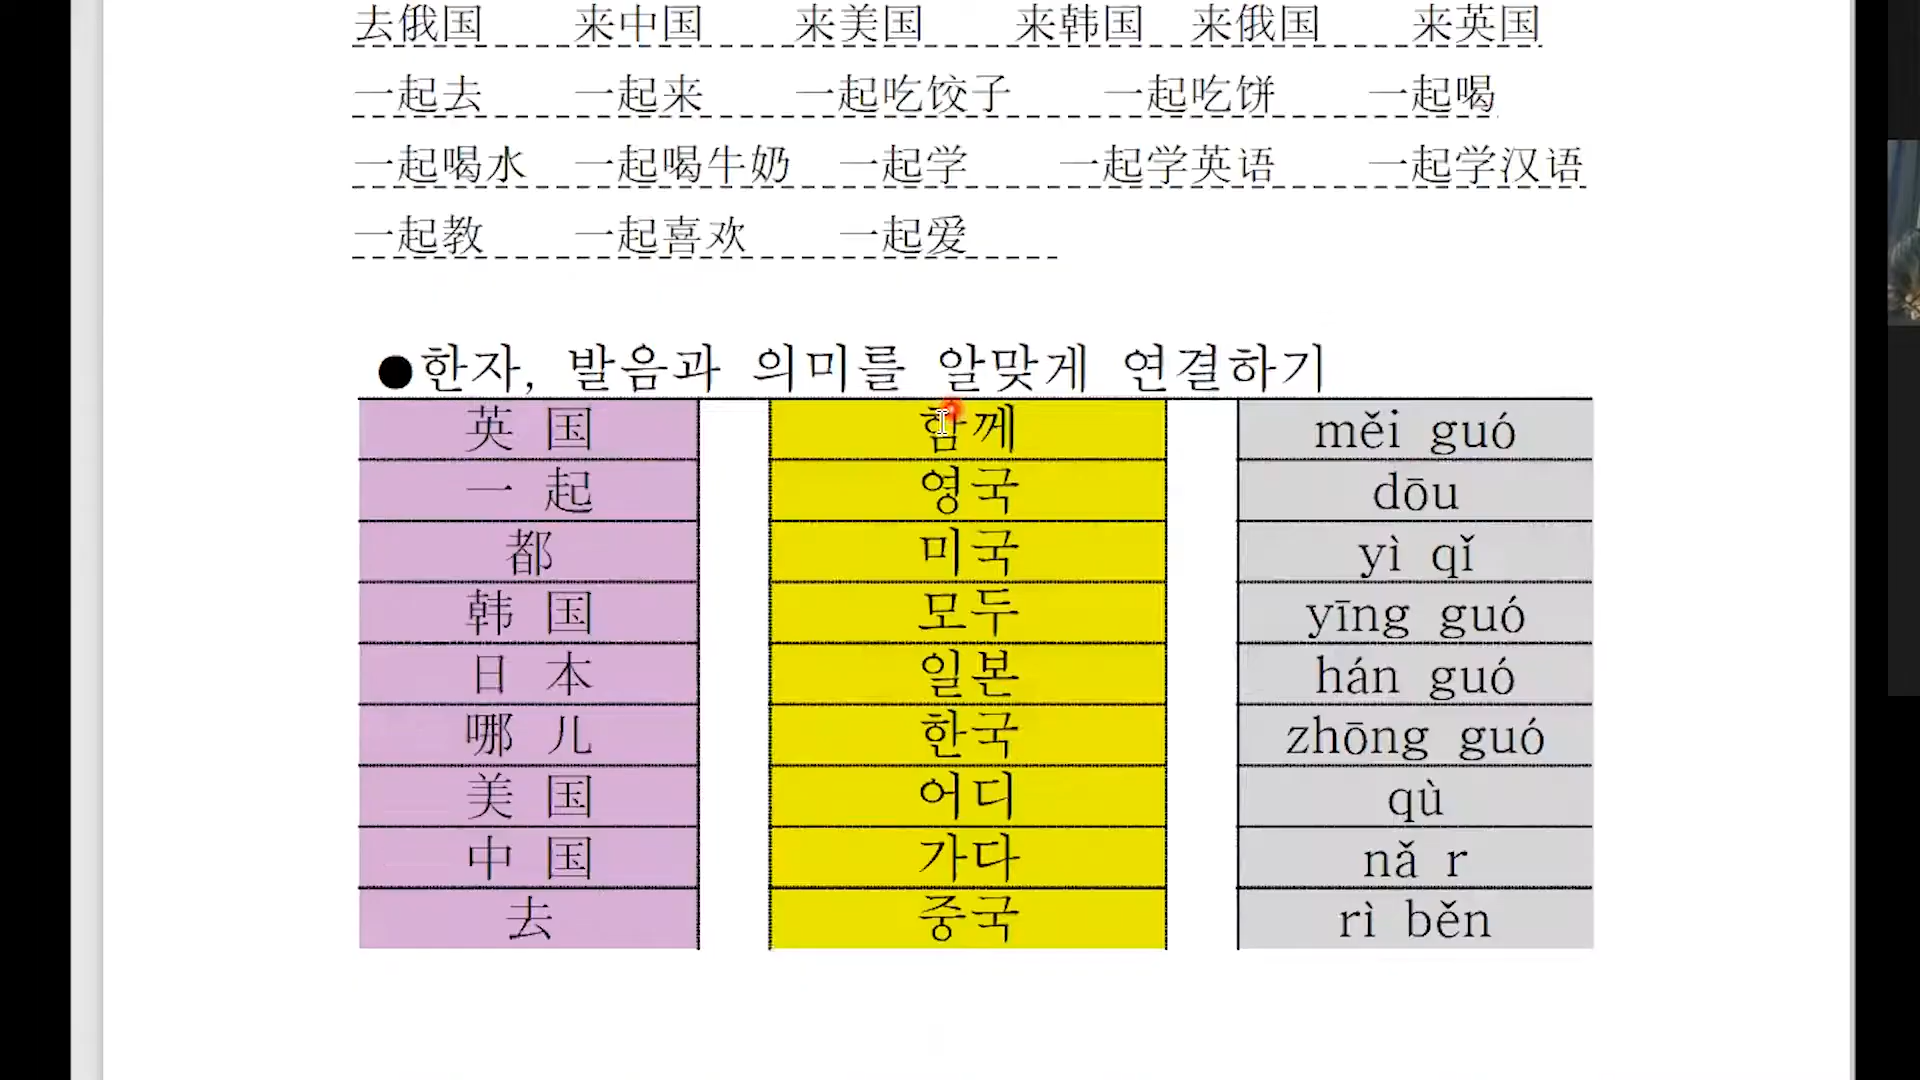 去俄国 来中国 来美国 来韩国 来俄国 来英国
一起去 一起来 一起吃饺子 一起吃饼 一起喝
一起喝水 一起喝牛奶 一起学 一起学英语 一起学汉语
一起教 一起喜欢 一起爱
●한자, 발음과 의미를 알맞게 연결하기
英 国 함께 měi guó
一 起 영국 dōu
都 미국 yì qǐ
韩 国 모두 yīng guó
日 本 일본 hán guó
哪 儿 한국 zhōng guó
美 国 어디 qù
中 国 가다 nǎ r
去 중국 rì běn